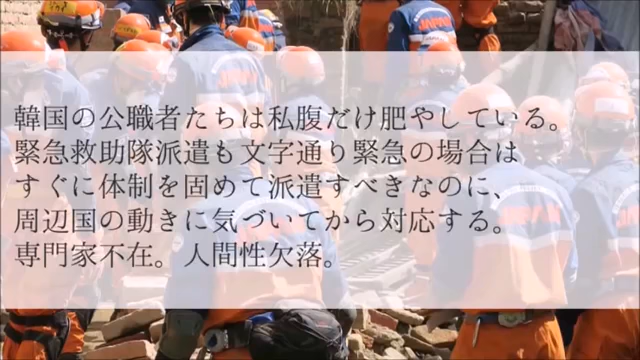 韓国の公職者たちは私腹だけ肥やしている。
緊急救助隊派遣も文字通り緊急の場合は
すぐに体制を固めて派遣すべきなのに、
周辺国の動きに気づいてから対応する。
専門家不在。人間性欠落。
JAPAN